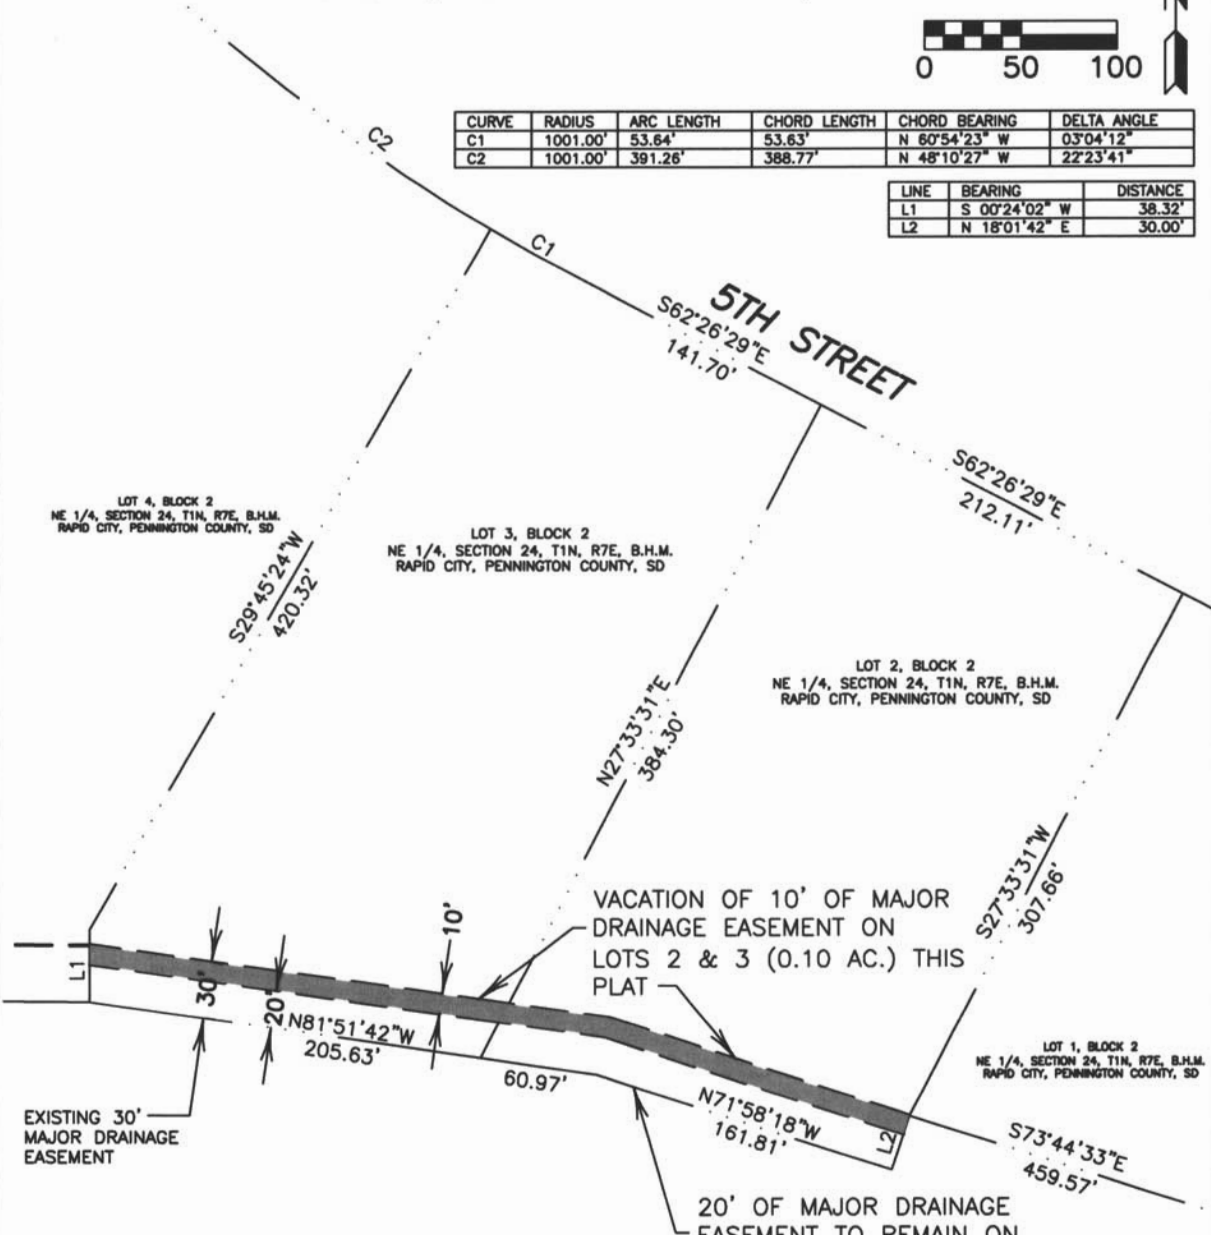 N
0 50 100
CURVE RADIUS ARC LENGTH CHORD LENGTH CHORD BEARING DELTA ANGLE
C1 1001.00' 53.64' 53.63' N 60°54'23" W 03°04'12"
C2 1001.00' 391.26' 388.77' N 48°10'27" W 22°23'41"
LINE BEARING DISTANCE
L1 S 00°24'02" W 38.32'
L2 N 18°01'42" E 30.00'
C2
C1
5TH STREET
S62°26'29"E
141.70'
S62°26'29"E
212.11'
LOT 4, BLOCK 2
NE 1/4, SECTION 24, T1N, R7E, B.H.M.
RAPID CITY, PENNINGTON COUNTY, SD
LOT 3, BLOCK 2
NE 1/4, SECTION 24, T1N, R7E, B.H.M.
RAPID CITY, PENNINGTON COUNTY, SD
S29°45'24"W
420.32'
LOT 2, BLOCK 2
NE 1/4, SECTION 24, T1N, R7E, B.H.M.
RAPID CITY, PENNINGTON COUNTY, SD
N27°33'31"E
384.30'
S27°33'31"W
307.66'
VACATION OF 10' OF MAJOR
DRAINAGE EASEMENT ON
LOTS 2 & 3 (0.10 AC.) THIS
PLAT
10'
L1
30'
20'
N81°51'42"W
205.63'
60.97'
LOT 1, BLOCK 2
NE 1/4, SECTION 24, T1N, R7E, B.H.M.
RAPID CITY, PENNINGTON COUNTY, SD
N71°58'18"W
161.81'
L2
S73°44'33"E
459.57'
EXISTING 30'
MAJOR DRAINAGE
EASEMENT
20' OF MAJOR DRAINAGE
EASEMENT TO REMAIN ON